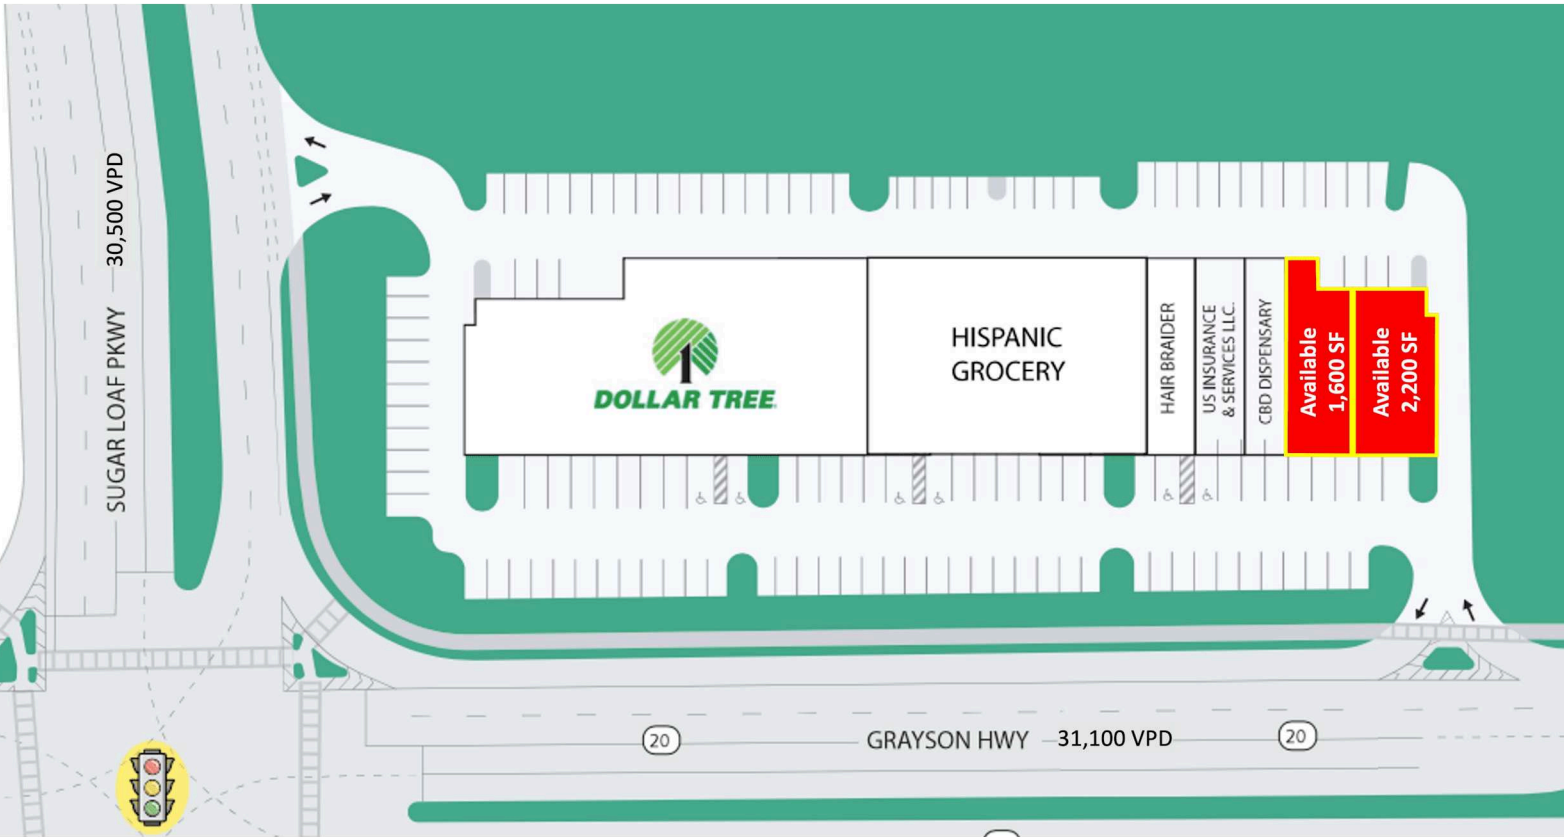 30,500 VPD
SUGAR LOAF PKWY
DOLLAR TREE
HISPANIC
GROCERY
HAIR BRAIDER
US INSURANCE
& SERVICES LLC.
CBD DISPENSARY
Available
1,600 SF
Available
2,200 SF
20
GRAYSON HWY
31,100 VPD
20